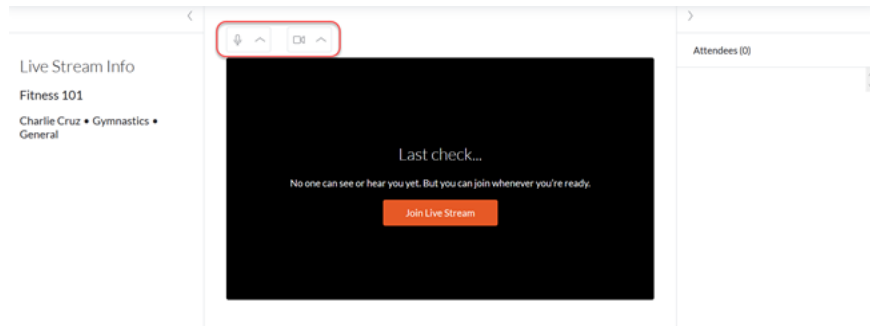 Live Stream Info
Fitness 101
Charlie Cruz • Gymnastics •
General
Last check...
No one can see or hear you yet. But you can join whenever you're ready.
Join Live Stream
Attendees (0)